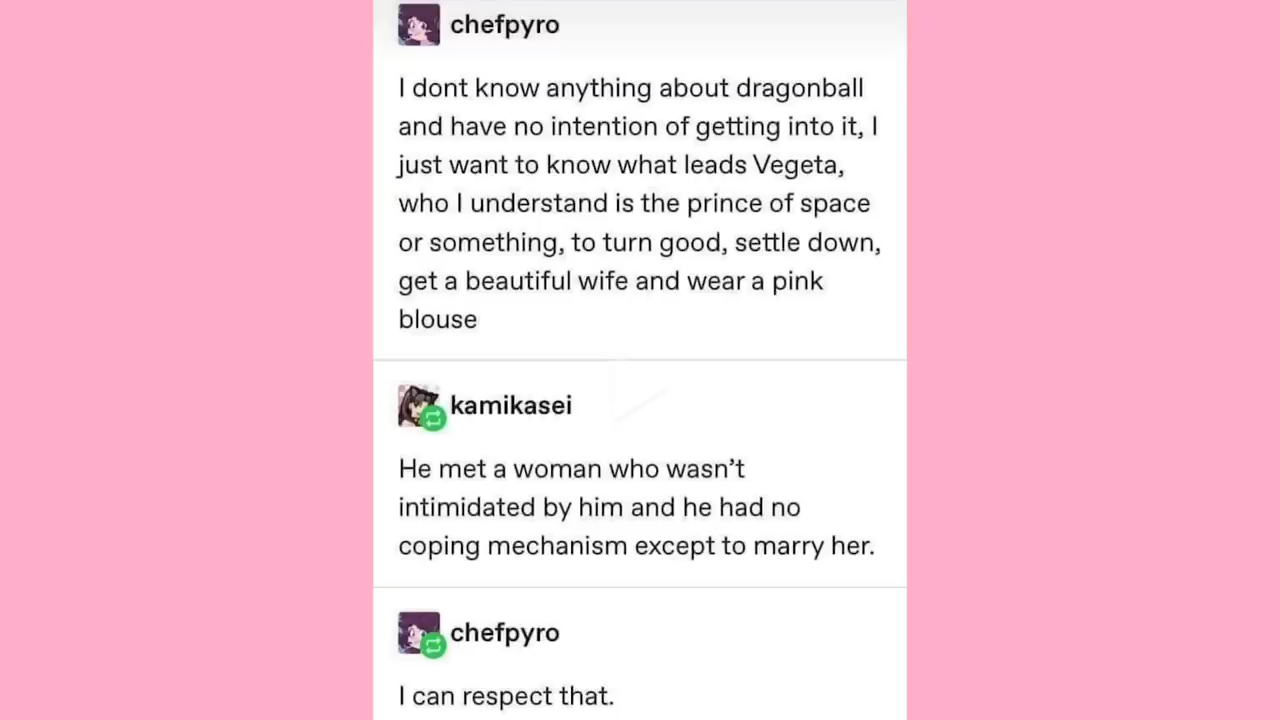 chefpyro
I dont know anything about dragonball
and have no intention of getting into it, I
just want to know what leads Vegeta,
who I understand is the prince of space
or something, to turn good, settle down,
get a beautiful wife and wear a pink
blouse
kamikasei
He met a woman who wasn’t
intimidated by him and he had no
coping mechanism except to marry her.
chefpyro
I can respect that.